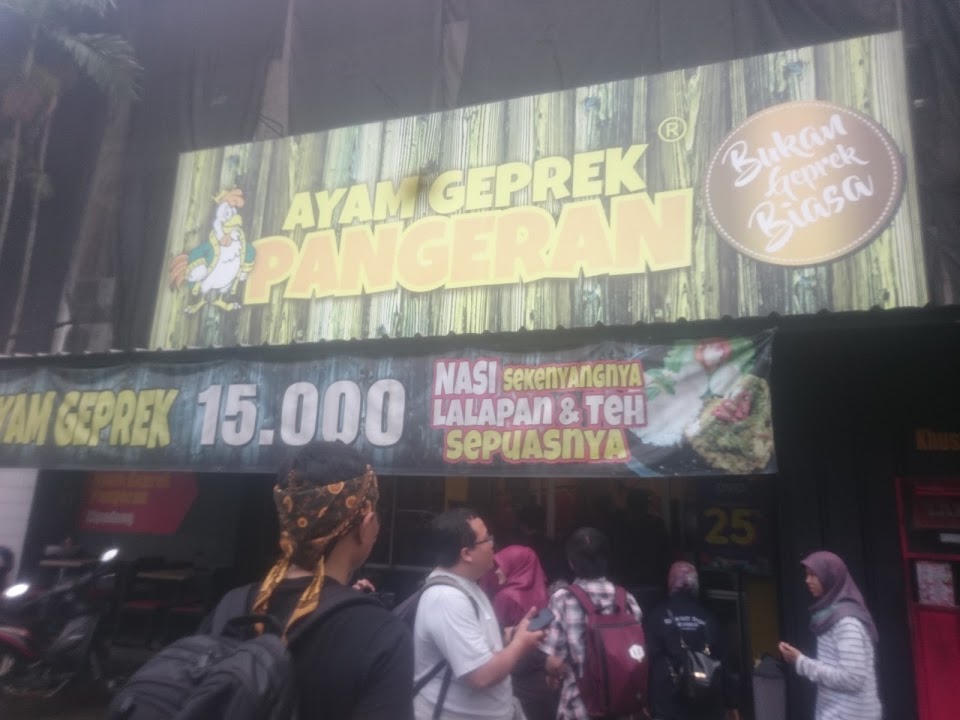 AYAM GEPREK
PANGERAN
®
Bukan
Geprek
Biasa
AYAM GEPREK 15.000
NASI SEKENYANGNYA
LALAPAN & TEH
SEPUASNYA
25